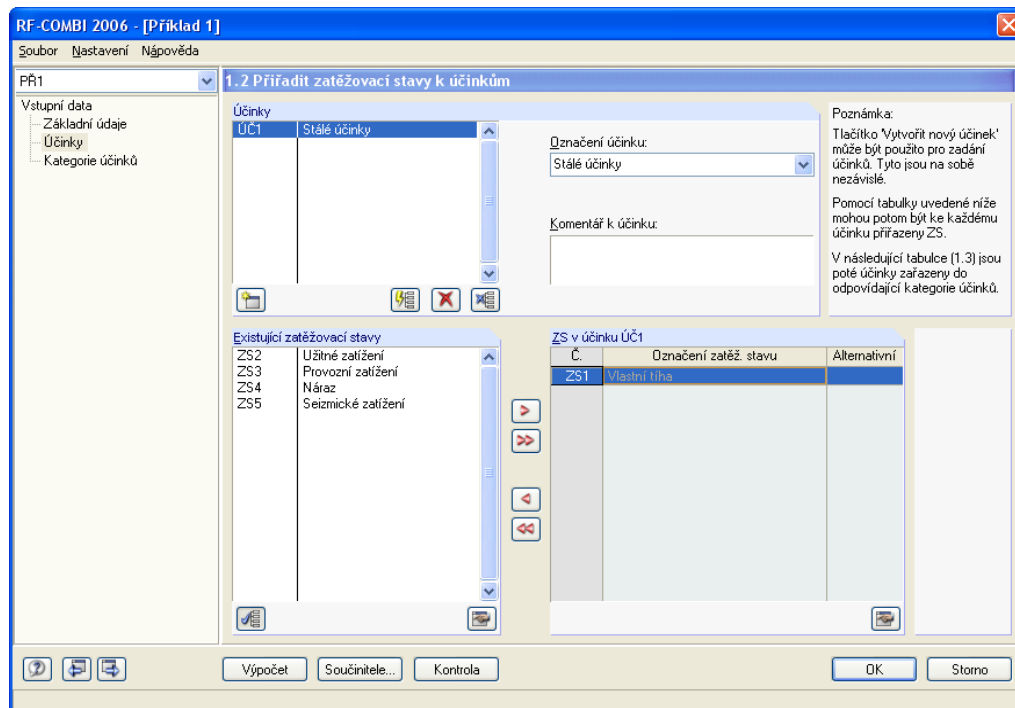 RF-COMBI 2006 - [Příklad 1]
Soubor Nastavení Nápověda
PŘ1
Vstupní data
Základní údaje
Účinky
Kategorie účinků
1.2 Přiřadit zatěžovací stavy k účinkům
Účinky
ÚČ1 Stálé účinky
Označení účinku:
Stálé účinky
Komentář k účinku:
Poznámka:
Tlačítko 'Vytvořit nový účinek'
může být použito pro zadání
účinků. Tyto jsou na sobě
nezávislé.
Pomocí tabulky uvedené níže
mohou potom být ke každému
účinku přiřazeny ZS.
V následující tabulce (1.3) jsou
poté účinky zařazeny do
odpovídající kategorie účinků.
Existující zatěžovací stavy
ZS2 Užitné zatížení
ZS3 Provozní zatížení
ZS4 Náraz
ZS5 Seizmické zatížení
ZS v účinku ÚČ1
Č. Označení zatěž. stavu Alternativní
ZS1 Vlastní tíha
Výpočet Součinitele... Kontrola OK Storno